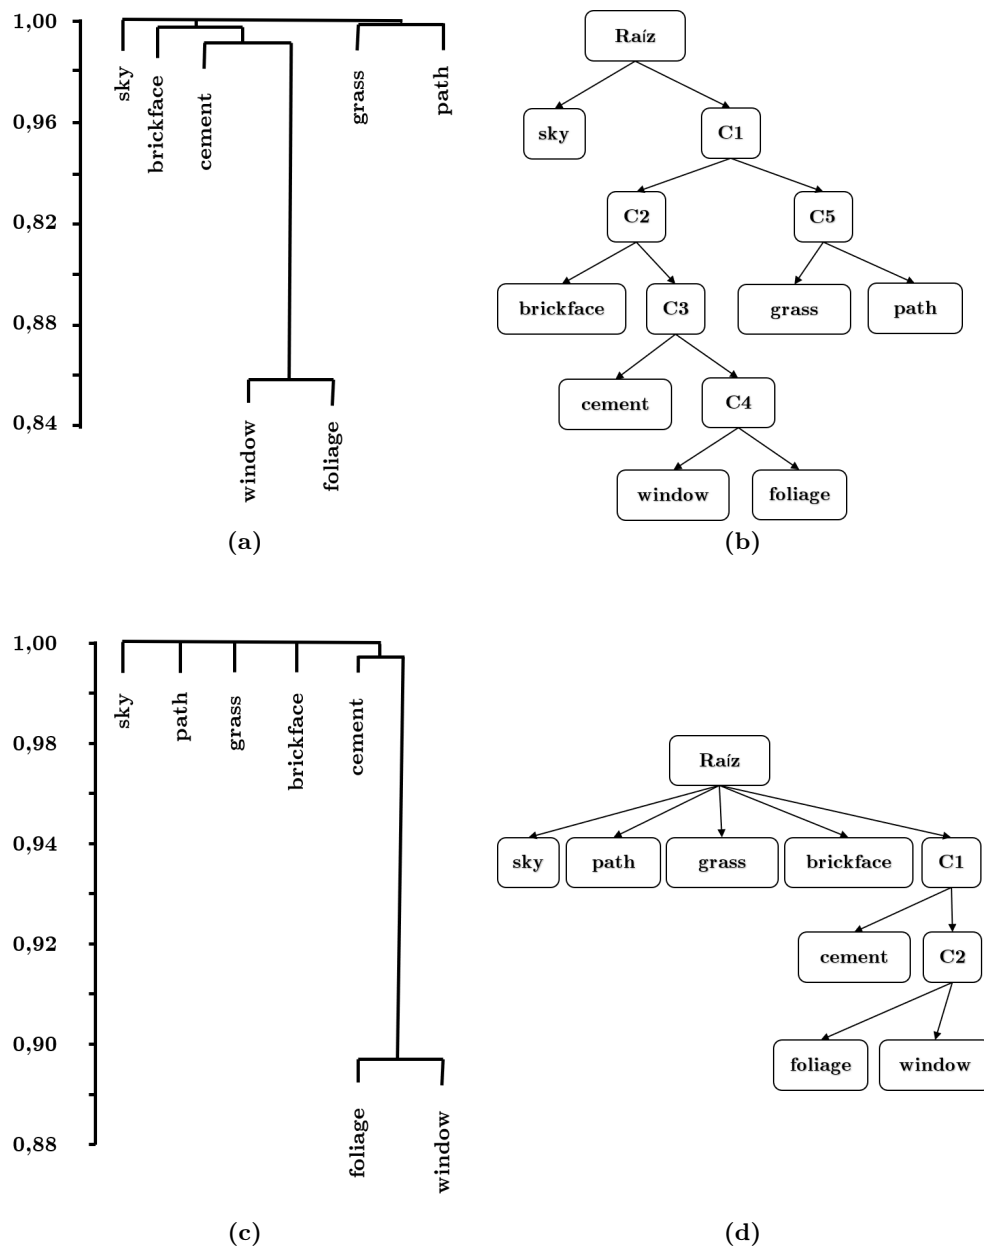 1,00
0,96
0,82
0,88
0,84
sky
brickface
cement
window
foliage
grass
path
(a)
Raíz
sky
C1
C2
C5
brickface
C3
grass
path
cement
C4
window
foliage
(b)
1,00
0,98
0,94
0,92
0,90
0,88
sky
path
grass
brickface
cement
foliage
window
(c)
Raíz
sky
path
grass
brickface
C1
cement
C2
foliage
window
(d)